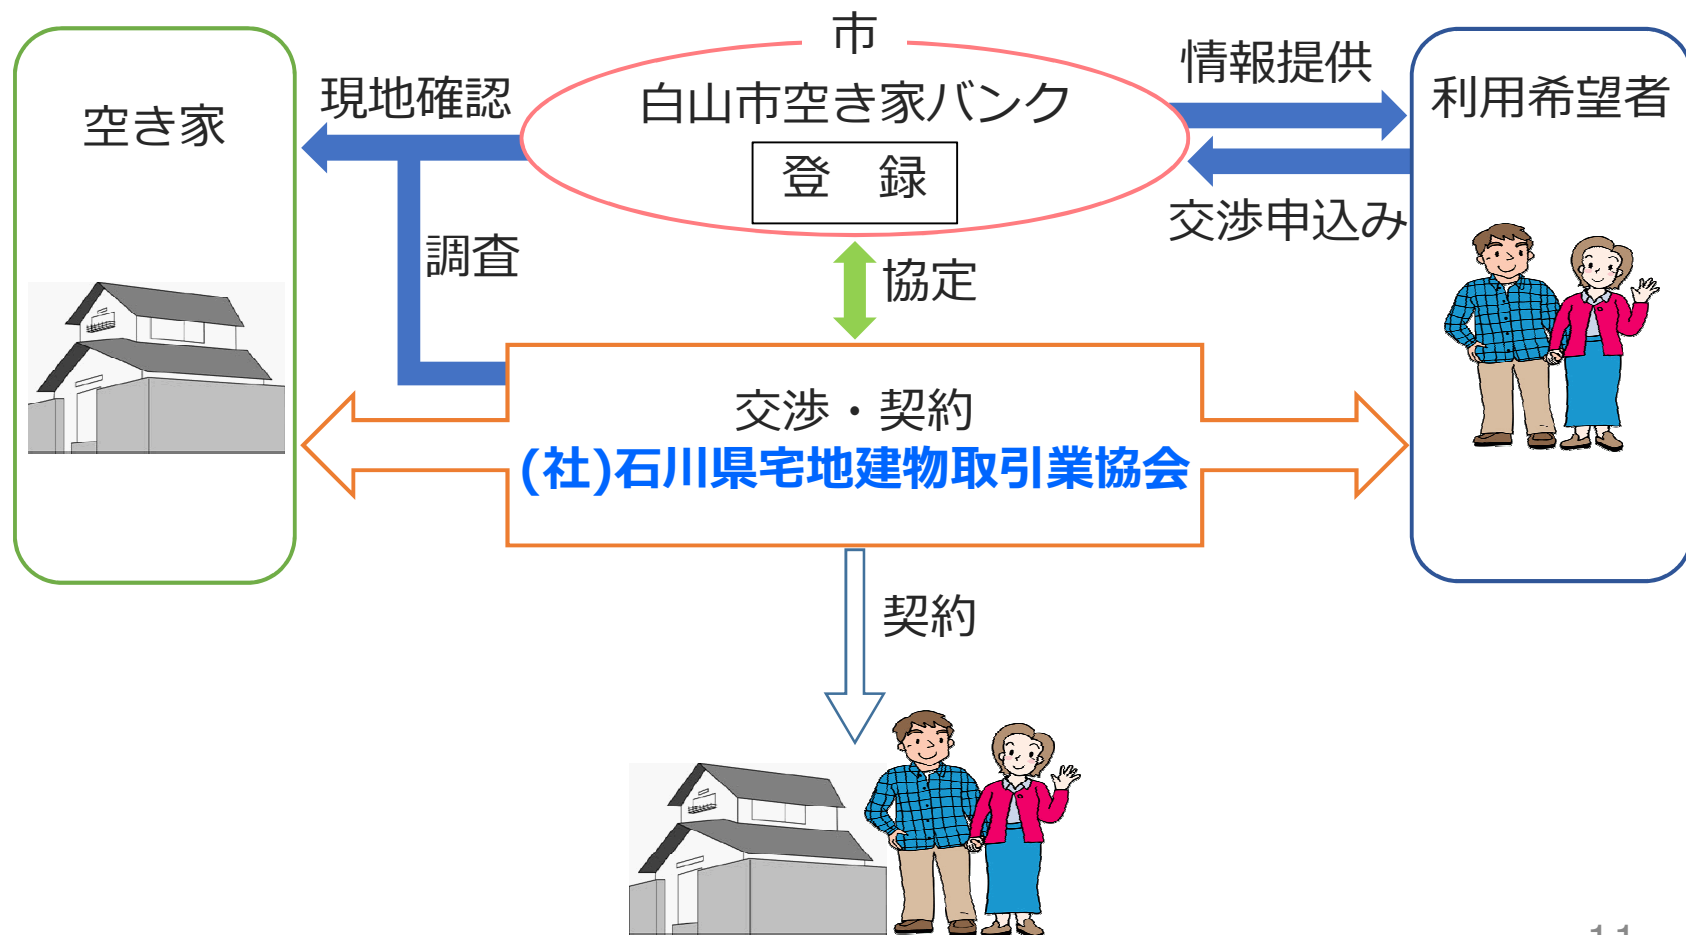 市
白山市空き家バンク
登　録
空き家
現地確認
調査
情報提供
交渉申込み
利用希望者
協定
交渉・契約
(社)石川県宅地建物取引業協会
契約